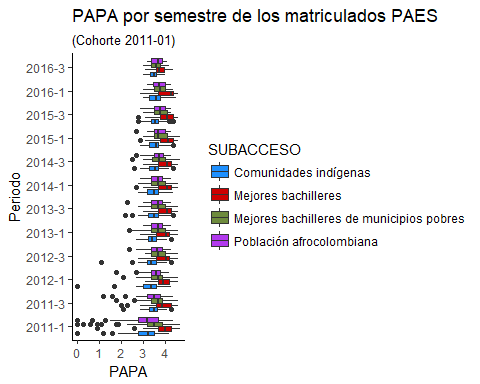 PAPA por semestre de los matriculados PAES
(Cohorte 2011-01)
Periodo
2016-3
2016-1
2015-3
2015-1
2014-3
2014-1
2013-3
2013-1
2012-3
2012-1
2011-3
2011-1
0 1 2 3 4
PAPA
SUBACCESO
Comunidades indígenas
Mejores bachilleres
Mejores bachilleres de municipios pobres
Población afrocolombiana